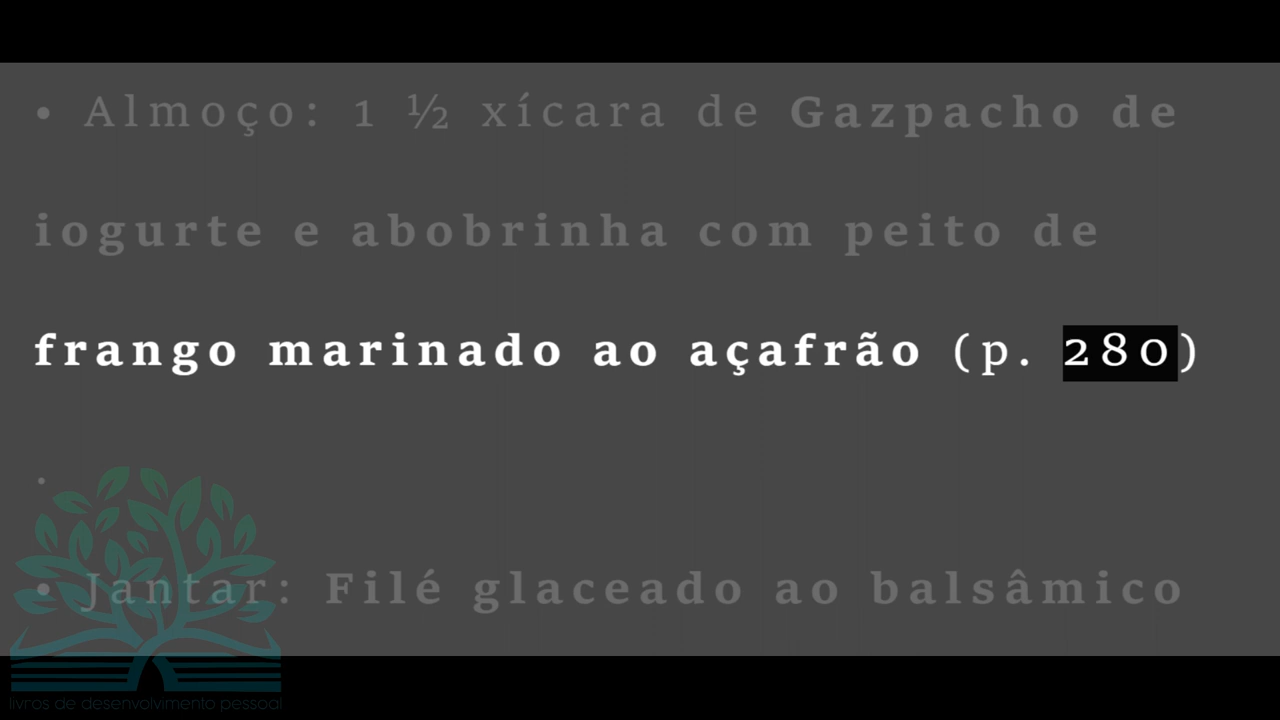 • Almoço: 1 ½ xícara de Gazpacho de
iogurte e abobrinha com peito de
frango marinado ao açafrão (p. 280)
.
• Jantar: Filé glaceado ao balsâmico
livros de desenvolvimento pessoal